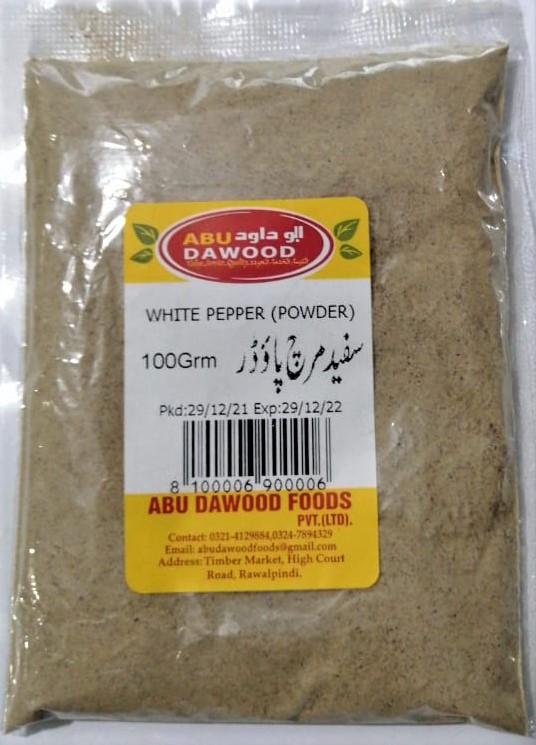 ABU ابو داود
DAWOOD
WHITE PEPPER (POWDER)
100Grm سفید مرچ پاؤڈر
Pkd:29/12/21 Exp:29/12/22
8 100006 900006
ABU DAWOOD FOODS
PVT.(LTD).
Contact: 0321-4129884,0324-7894329
Email: abudawoodfoods@gmail.com
Address: Timber Market, High Court
Road, Rawalpindi.